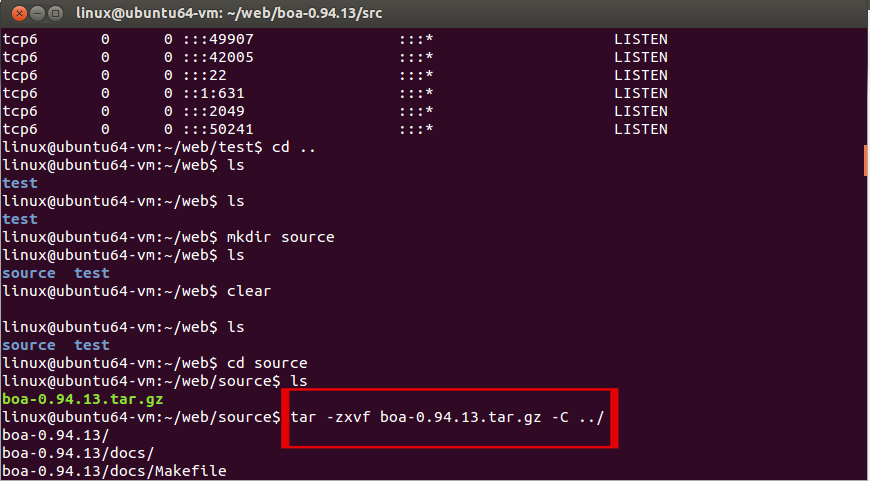 linux@ubuntu64-vm: ~/web/boa-0.94.13/src
tcp6       0      0 :::49907                :::*                    LISTEN
tcp6       0      0 :::42005                :::*                    LISTEN
tcp6       0      0 :::22                   :::*                    LISTEN
tcp6       0      0 ::1:631                 :::*                    LISTEN
tcp6       0      0 :::2049                 :::*                    LISTEN
tcp6       0      0 :::50241                :::*                    LISTEN
linux@ubuntu64-vm:~/web/test$ cd ..
linux@ubuntu64-vm:~/web$ ls
test
linux@ubuntu64-vm:~/web$ ls
test
linux@ubuntu64-vm:~/web$ mkdir source
linux@ubuntu64-vm:~/web$ ls
source  test
linux@ubuntu64-vm:~/web$ clear
linux@ubuntu64-vm:~/web$ ls
source  test
linux@ubuntu64-vm:~/web$ cd source
linux@ubuntu64-vm:~/web/source$ ls
boa-0.94.13.tar.gz
linux@ubuntu64-vm:~/web/source$ tar -zxvf boa-0.94.13.tar.gz -C ../
boa-0.94.13/
boa-0.94.13/docs/
boa-0.94.13/docs/Makefile